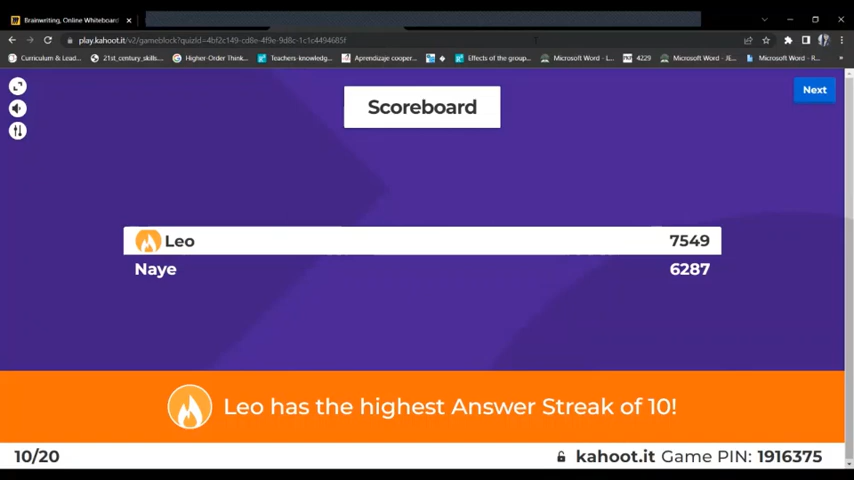 Brainwriting, Online Whiteboard
play.kahoot.it/v2/gameblock?quizId=4bf2c149-cd8e-4f9e-9d8c-1c1c4494685f
Curriculum & Lead... 21st_century_skills.... Higher-Order Think... Teachers-knowledg... Aprendizaje cooper... Effects of the group... Microsoft Word - L... 4229 Microsoft Word - JE... Microsoft Word - R...
Scoreboard
Next
Leo 7549
Naye 6287
Leo has the highest Answer Streak of 10!
10/20 kahoot.it Game PIN: 1916375